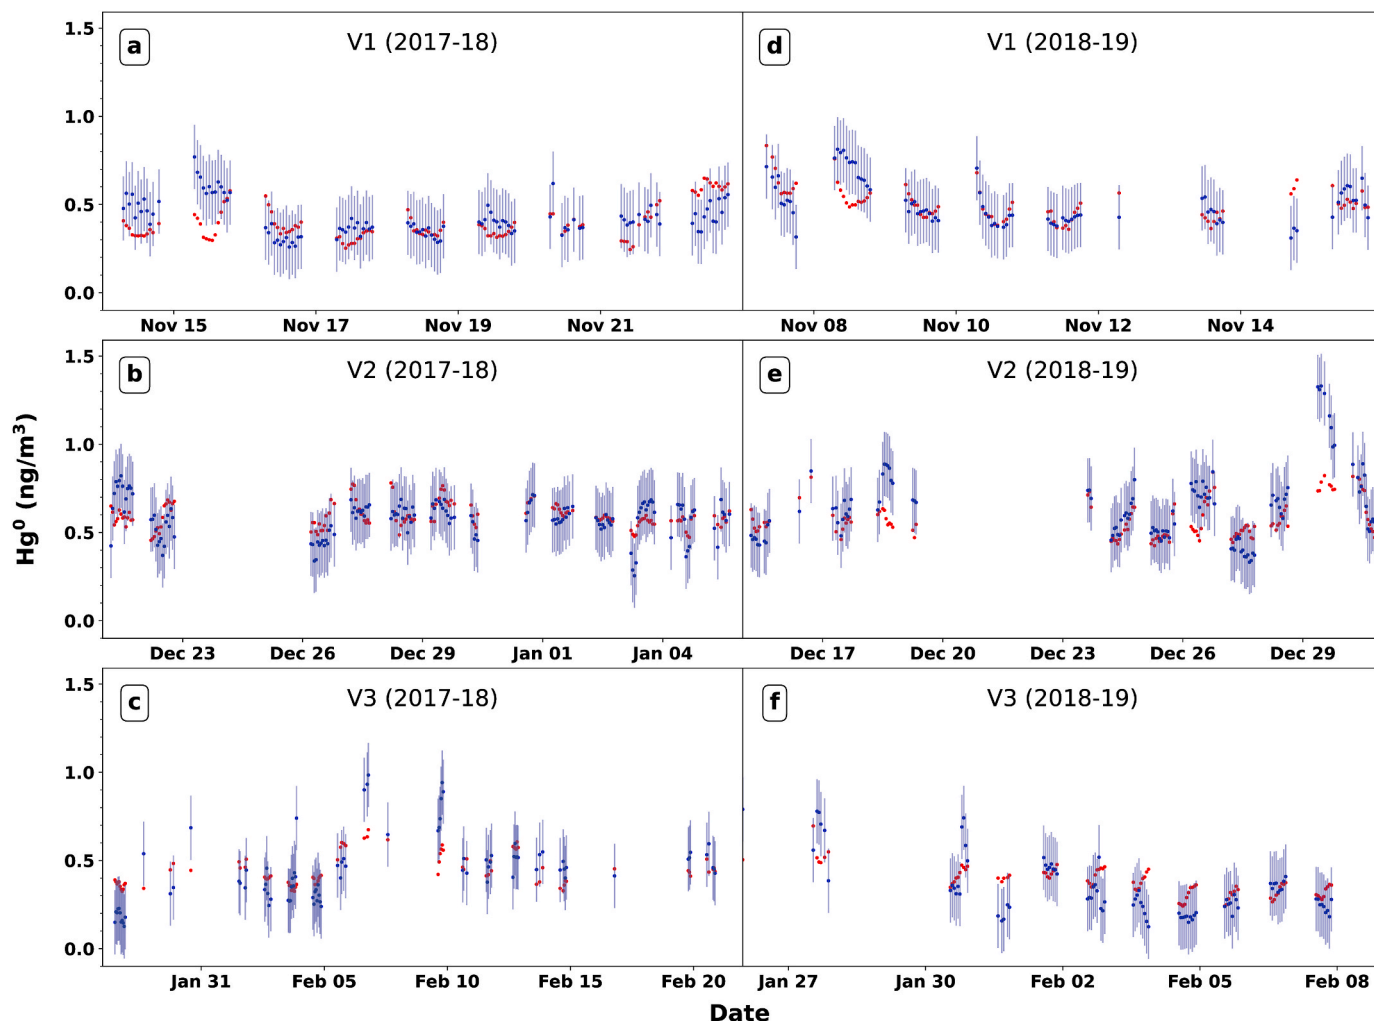 a V1 (2017-18)
d V1 (2018-19)
1.5
1.0
0.5
0.0
Nov 15 Nov 17 Nov 19 Nov 21
Nov 08 Nov 10 Nov 12 Nov 14
b V2 (2017-18)
e V2 (2018-19)
1.5
1.0
0.5
0.0
Hg⁰ (ng/m³)
Dec 23 Dec 26 Dec 29 Jan 01 Jan 04
Dec 17 Dec 20 Dec 23 Dec 26 Dec 29
c V3 (2017-18)
f V3 (2018-19)
1.5
1.0
0.5
0.0
Jan 31 Feb 05 Feb 10 Feb 15 Feb 20
Jan 27 Jan 30 Feb 02 Feb 05 Feb 08
Date